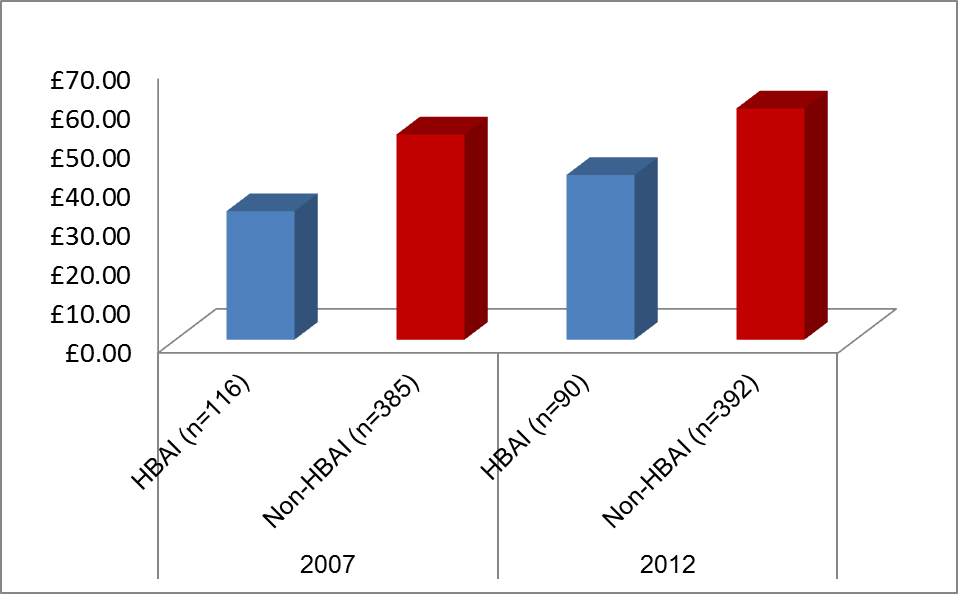 £70.00
£60.00
£50.00
£40.00
£30.00
£20.00
£10.00
£0.00
HBAI (n=116)
Non-HBAI (n=385)
HBAI (n=90)
Non-HBAI (n=392)
2007
2012